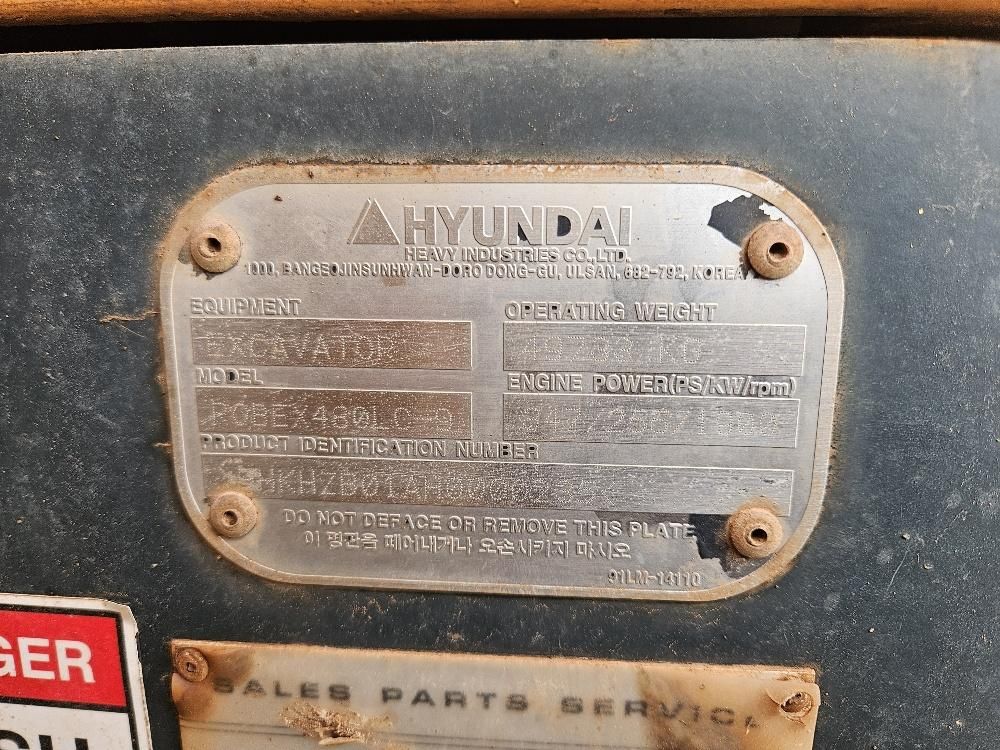 HYUNDAI
HEAVY INDUSTRIES CO.,LTD.
1000, BANGEOJINSUNHWAN-DORO DONG-GU, ULSAN, 682-792, KOREA
EQUIPMENT
OPERATING WEIGHT
EXCAVATOR
MODEL
ENGINE POWER(PS/KW/rpm)
ROBEX480LC-9
PRODUCT IDENTIFICATION NUMBER
DO NOT DEFACE OR REMOVE THIS PLATE
이 명판을 떼어내거나 오손시키지 마시오
91LM-14110
GER
SALES PARTS SERVICE